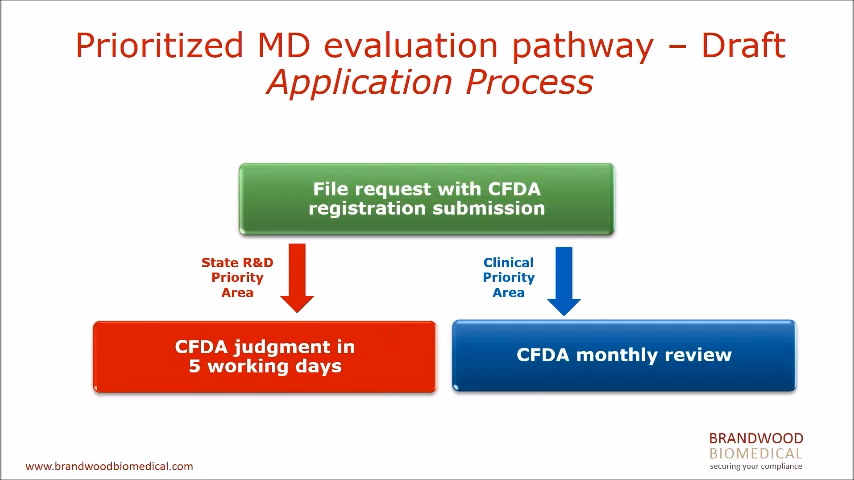 Prioritized MD evaluation pathway – Draft
Application Process
File request with CFDA
registration submission
State R&D
Priority
Area
Clinical
Priority
Area
CFDA judgment in
5 working days
CFDA monthly review
www.brandwoodbiomedical.com
BRANDWOOD
BIOMEDICAL
securing your compliance